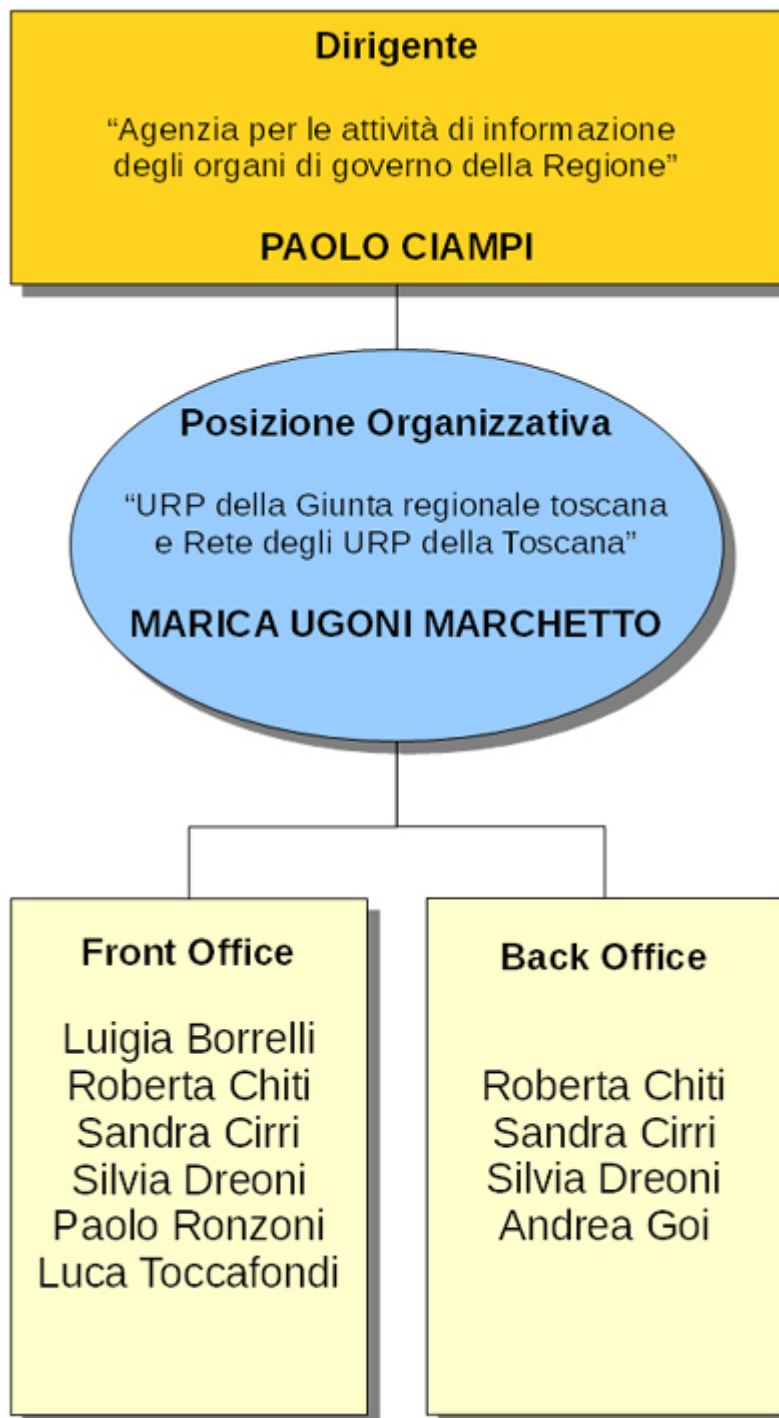 Dirigente
“Agenzia per le attività di informazione
degli organi di governo della Regione”
PAOLO CIAMPI
Posizione Organizzativa
“URP della Giunta regionale toscana
e Rete degli URP della Toscana”
MARICA UGONI MARCHETTO
Front Office
Luigia Borrelli
Roberta Chiti
Sandra Cirri
Silvia Dreoni
Paolo Ronzoni
Luca Toccafondi
Back Office
Roberta Chiti
Sandra Cirri
Silvia Dreoni
Andrea Goi